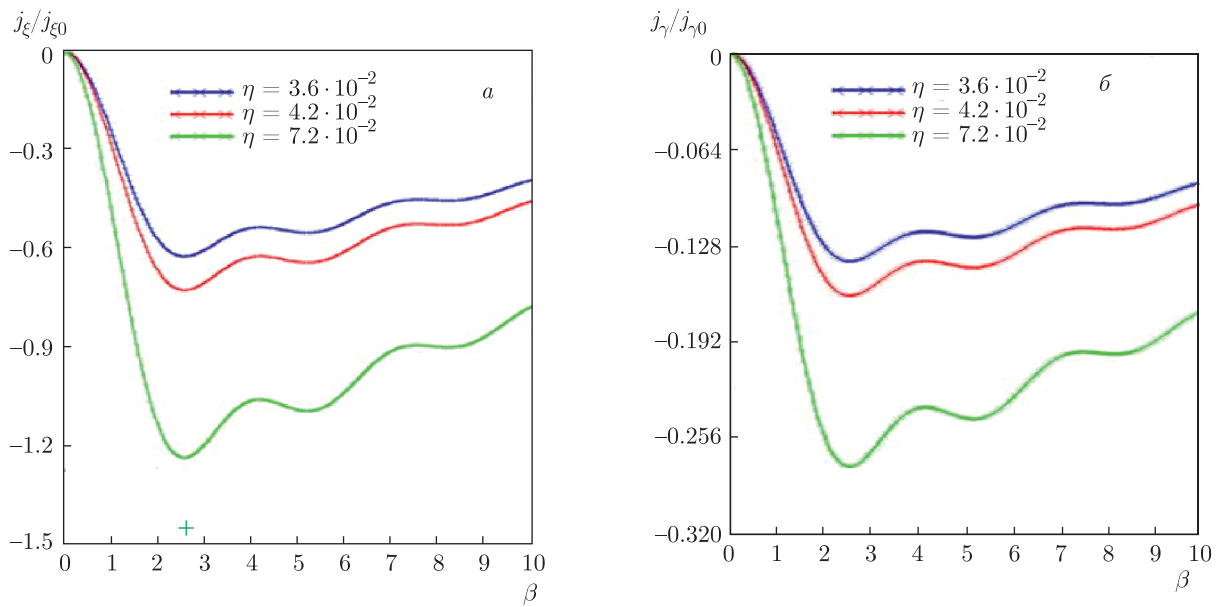 j_ξ/j_ξ0
0
−0.3
−0.6
−0.9
−1.2
−1.5
η = 3.6 · 10⁻²
η = 4.2 · 10⁻²
η = 7.2 · 10⁻²
а
0 1 2 3 4 5 6 7 8 9 10
β
j_γ/j_γ0
0
−0.064
−0.128
−0.192
−0.256
−0.320
η = 3.6 · 10⁻²
η = 4.2 · 10⁻²
η = 7.2 · 10⁻²
б
0 1 2 3 4 5 6 7 8 9 10
β